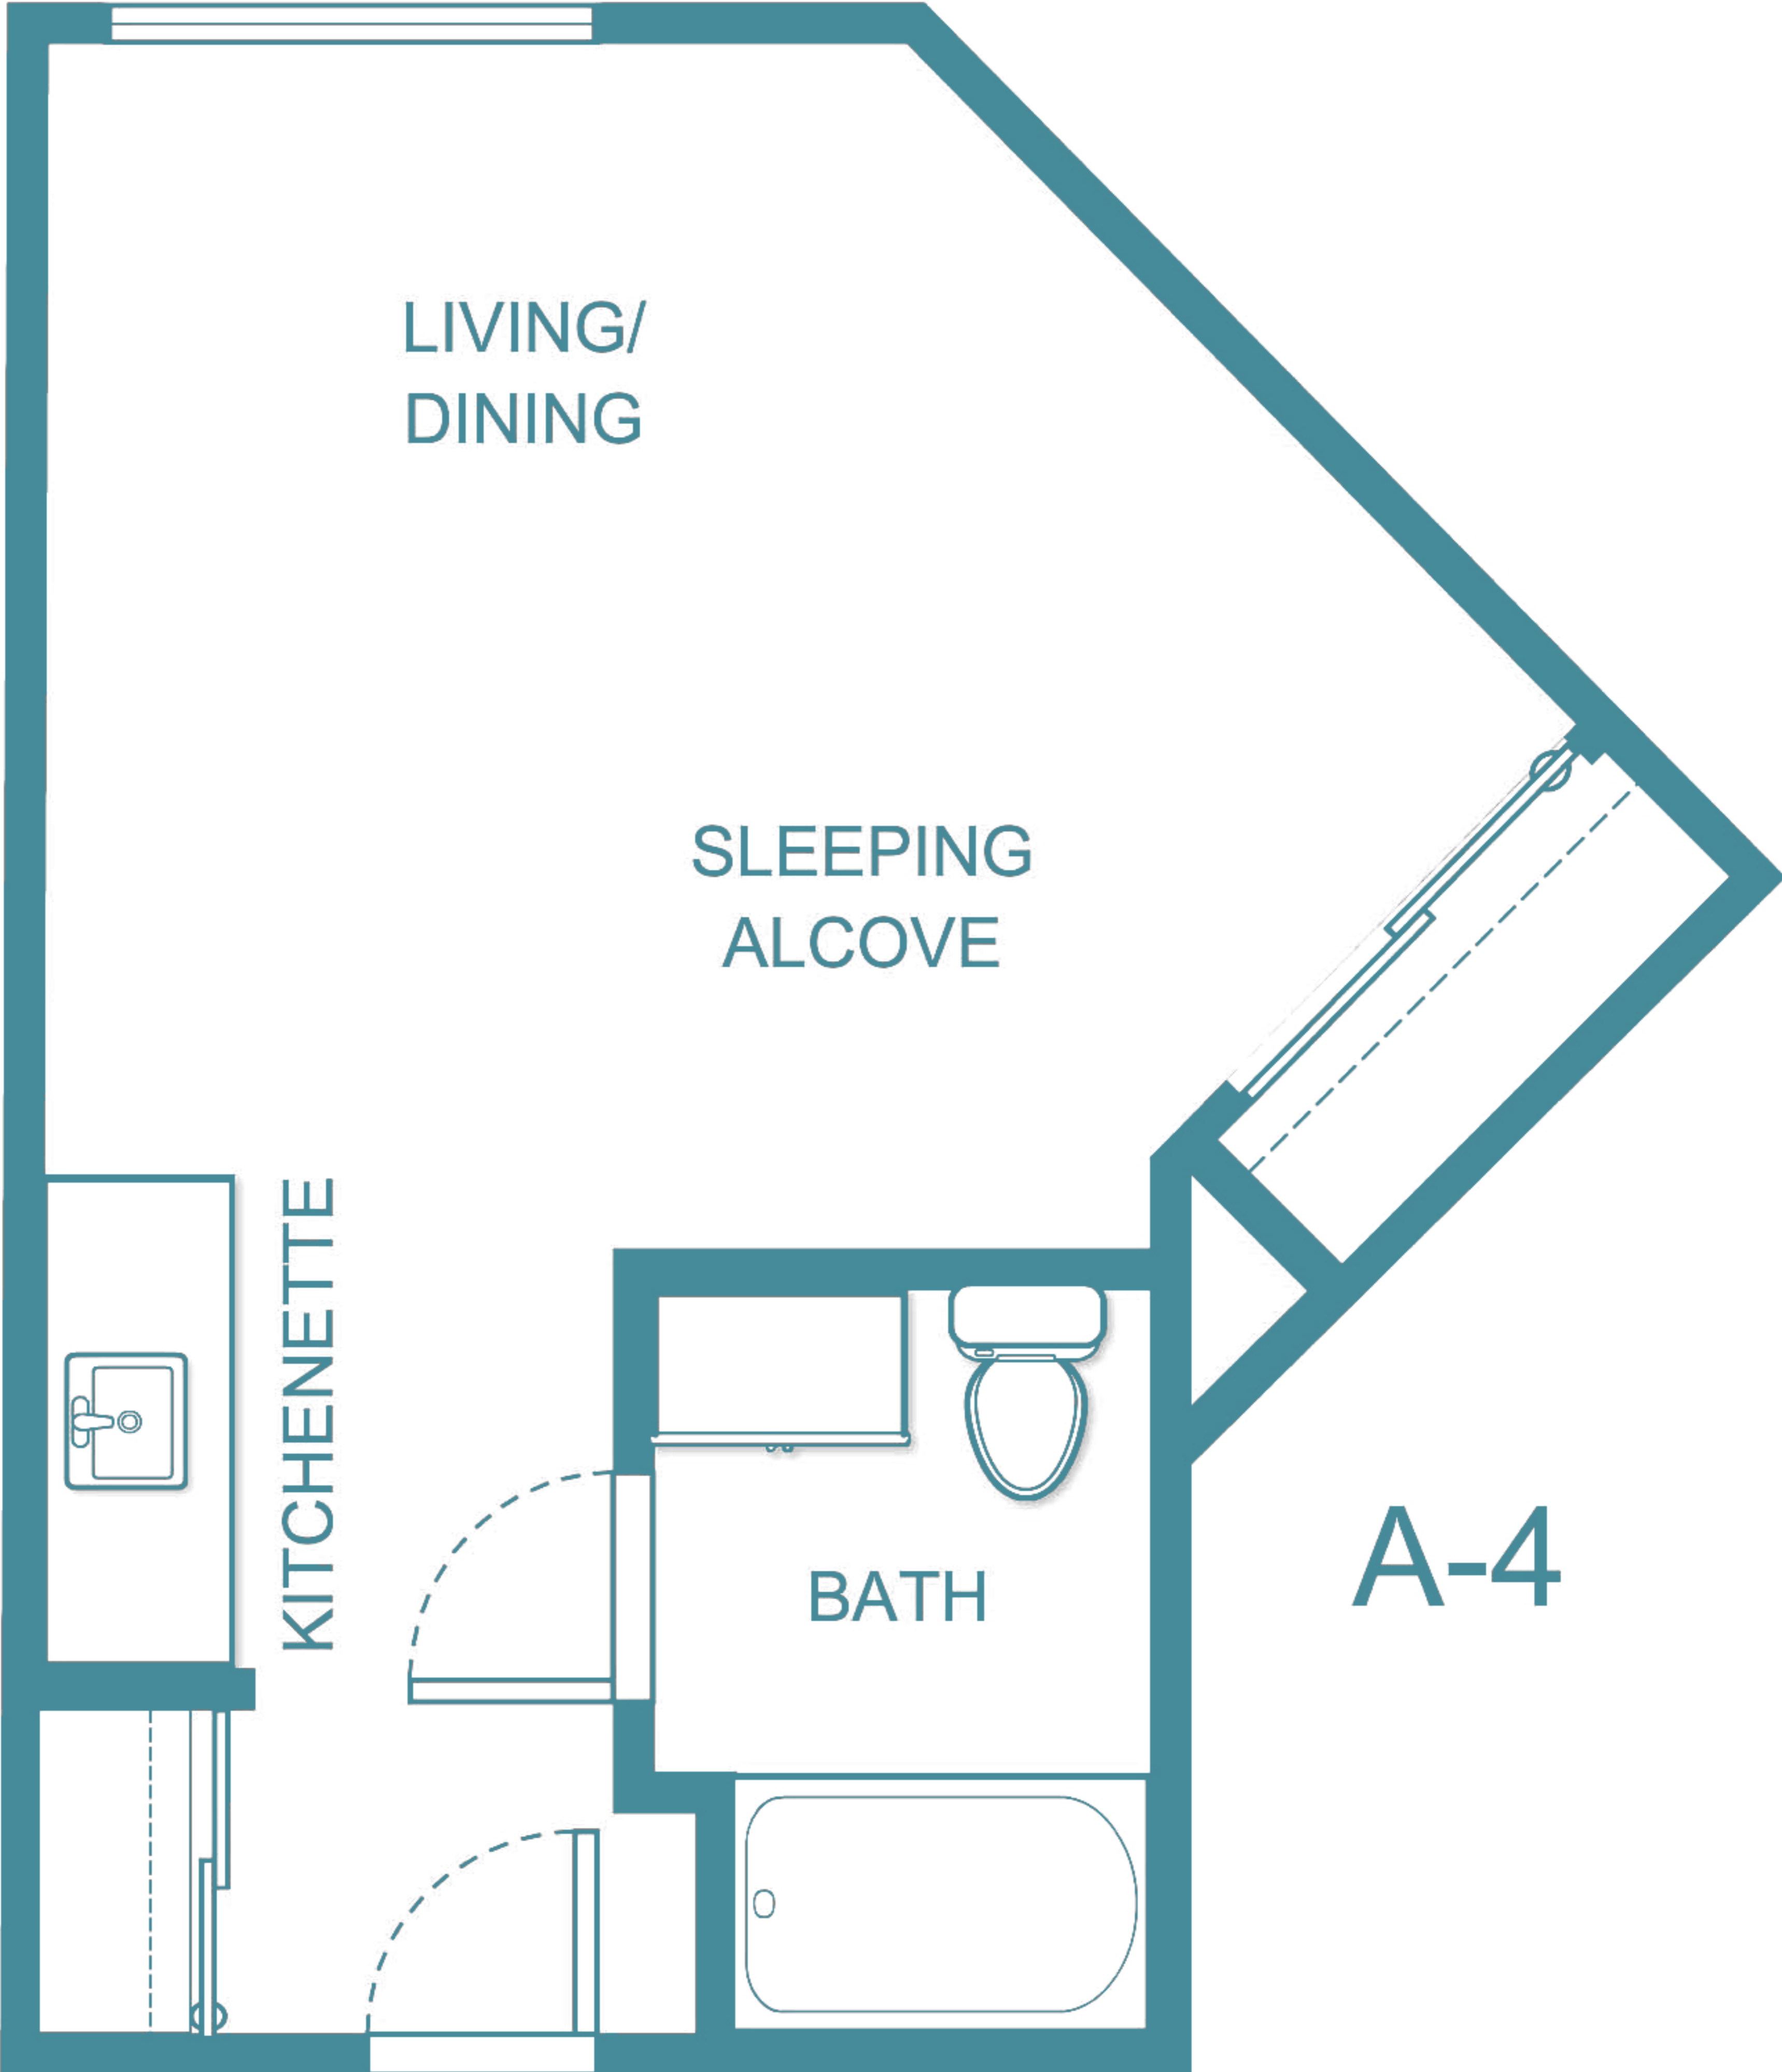 LIVING/
DINING
SLEEPING
ALCOVE
KITCHENETTE
BATH
A-4